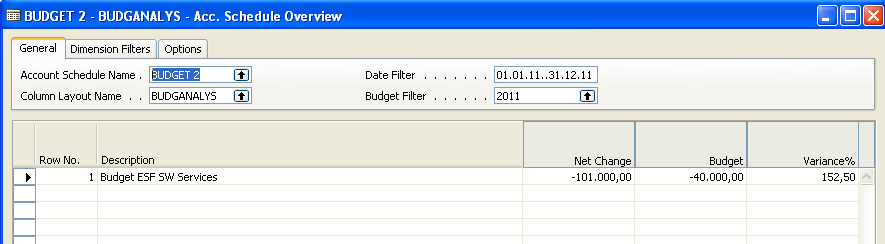 BUDGET 2 - BUDGANALYS - Acc. Schedule Overview
General Dimension Filters Options
Account Schedule Name . BUDGET 2 Date Filter . . . . . . . 01.01.11..31.12.11
Column Layout Name . . BUDGANALYS Budget Filter . . . . . . 2011
Row No. Description Net Change Budget Variance%
1 Budget ESF SW Services -101.000,00 -40.000,00 152,50